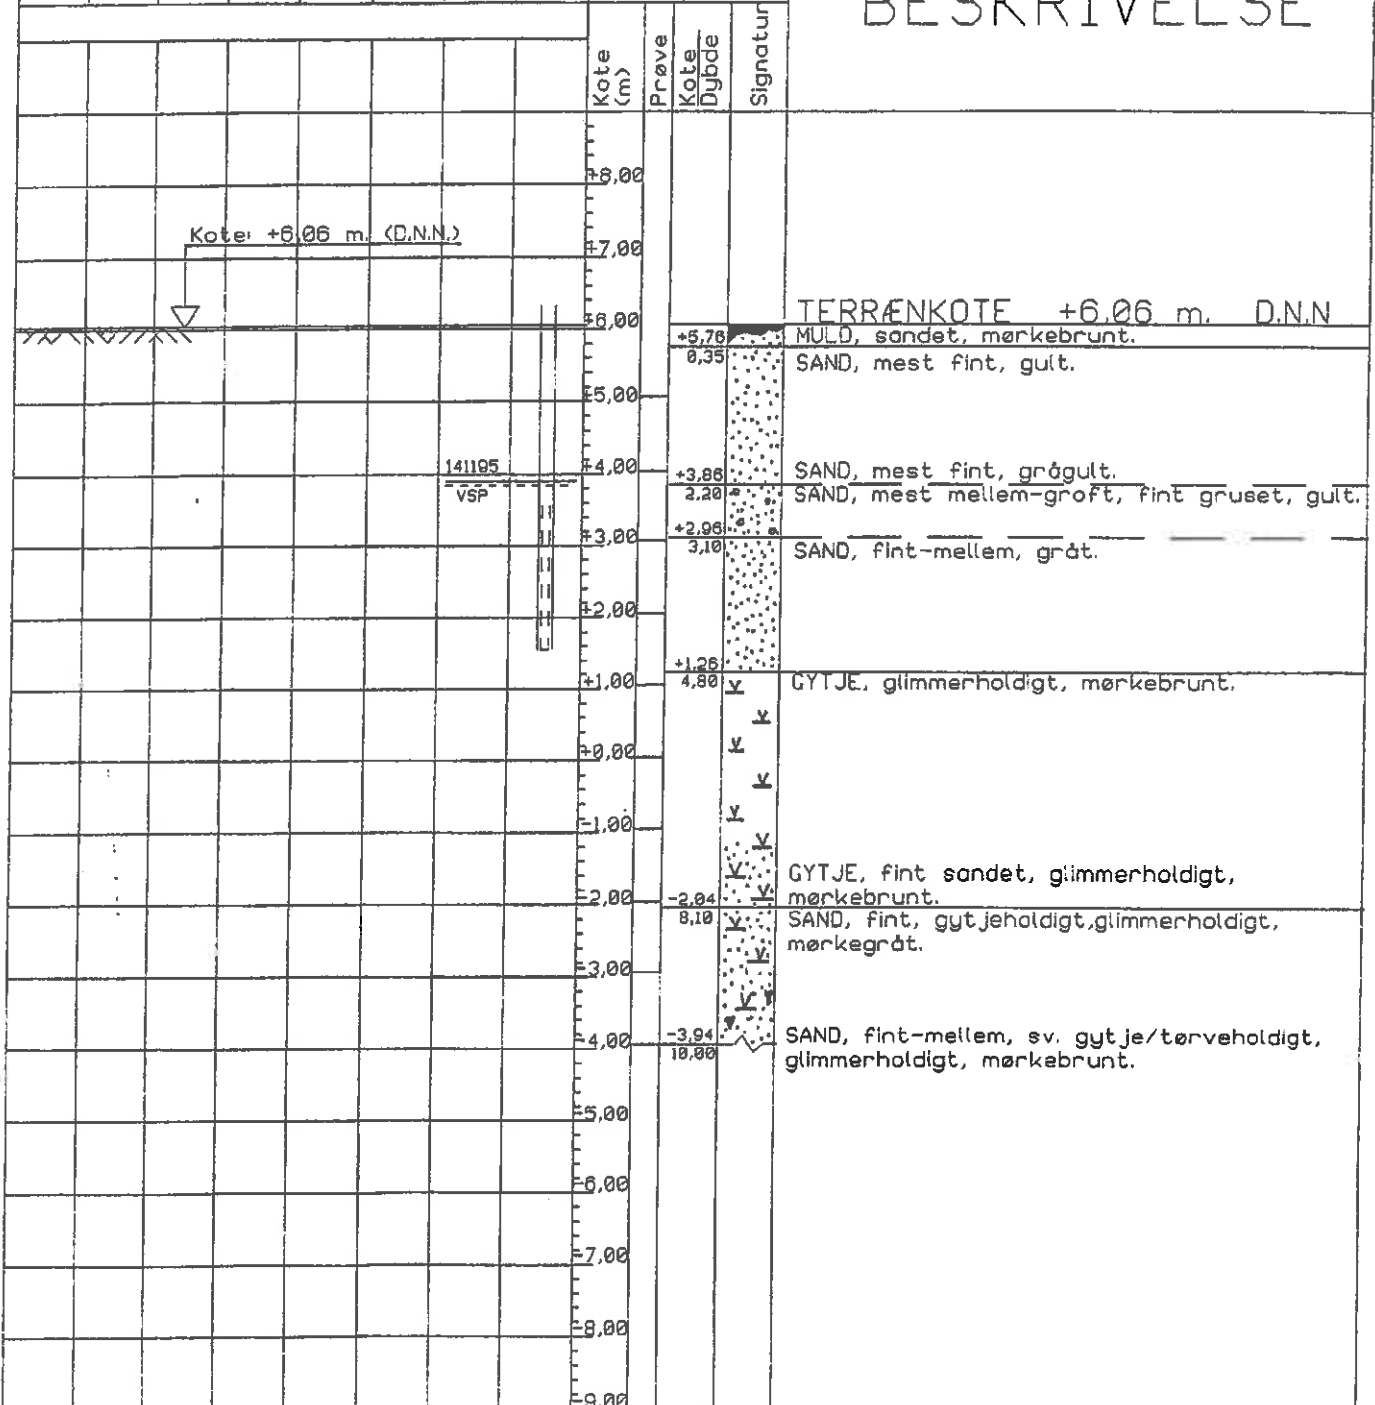 BESKRIVELSE
Kote (m)
Prøve
Kote
Dybde
Signatur
+8,00
Kote: +6,06 m. (D.N.N.)
+7,00
TERRÆNKOTE +6,06 m. D.N.N
+6,00
+5,76
MULD, sandet, mørkebrunt.
0,35
SAND, mest fint, gult.
+5,00
141195
+4,00
+3,86
SAND, mest fint, grågult.
VSP
2,20
SAND, mest mellem-groft, fint gruset, gult.
+2,96
+3,00
3,10
SAND, fint-mellem, gråt.
+2,00
+1,26
+1,00
4,80
GYTJE, glimmerholdigt, mørkebrunt.
+0,00
-1,00
GYTJE, fint sandet, glimmerholdigt,
mørkebrunt.
-2,00
-2,04
8,10
SAND, fint, gytjeholdigt,glimmerholdigt,
mørkegråt.
-3,00
-4,00
-3,94
SAND, fint-mellem, sv. gytje/tørveholdigt,
10,00
glimmerholdigt, mørkebrunt.
-5,00
-6,00
-7,00
-8,00
-9,00